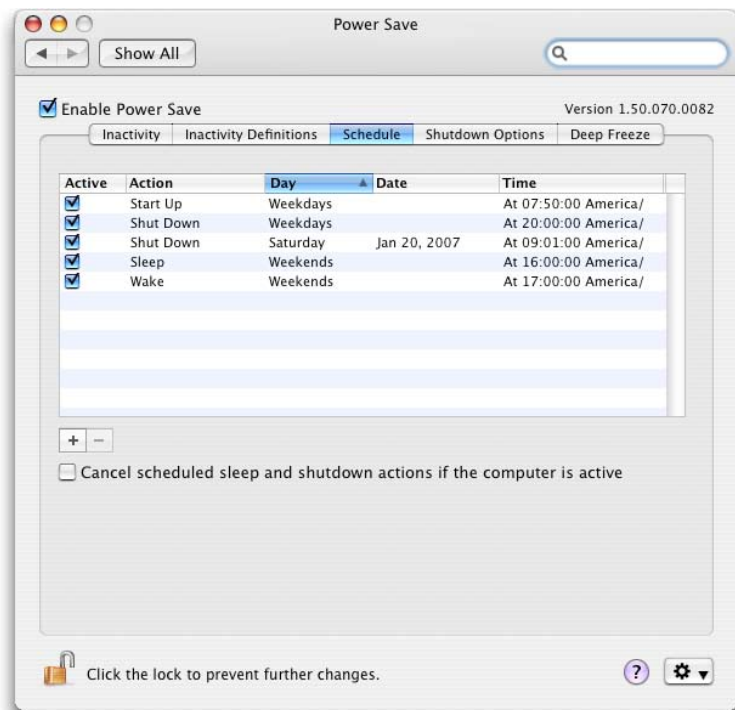 Power Save
Show All
Enable Power Save
Version 1.50.070.0082
Inactivity Inactivity Definitions Schedule Shutdown Options Deep Freeze
Active Action Day Date Time
Start Up Weekdays At 07:50:00 America/
Shut Down Weekdays At 20:00:00 America/
Shut Down Saturday Jan 20, 2007 At 09:01:00 America/
Sleep Weekends At 16:00:00 America/
Wake Weekends At 17:00:00 America/
+ −
Cancel scheduled sleep and shutdown actions if the computer is active
Click the lock to prevent further changes.
?